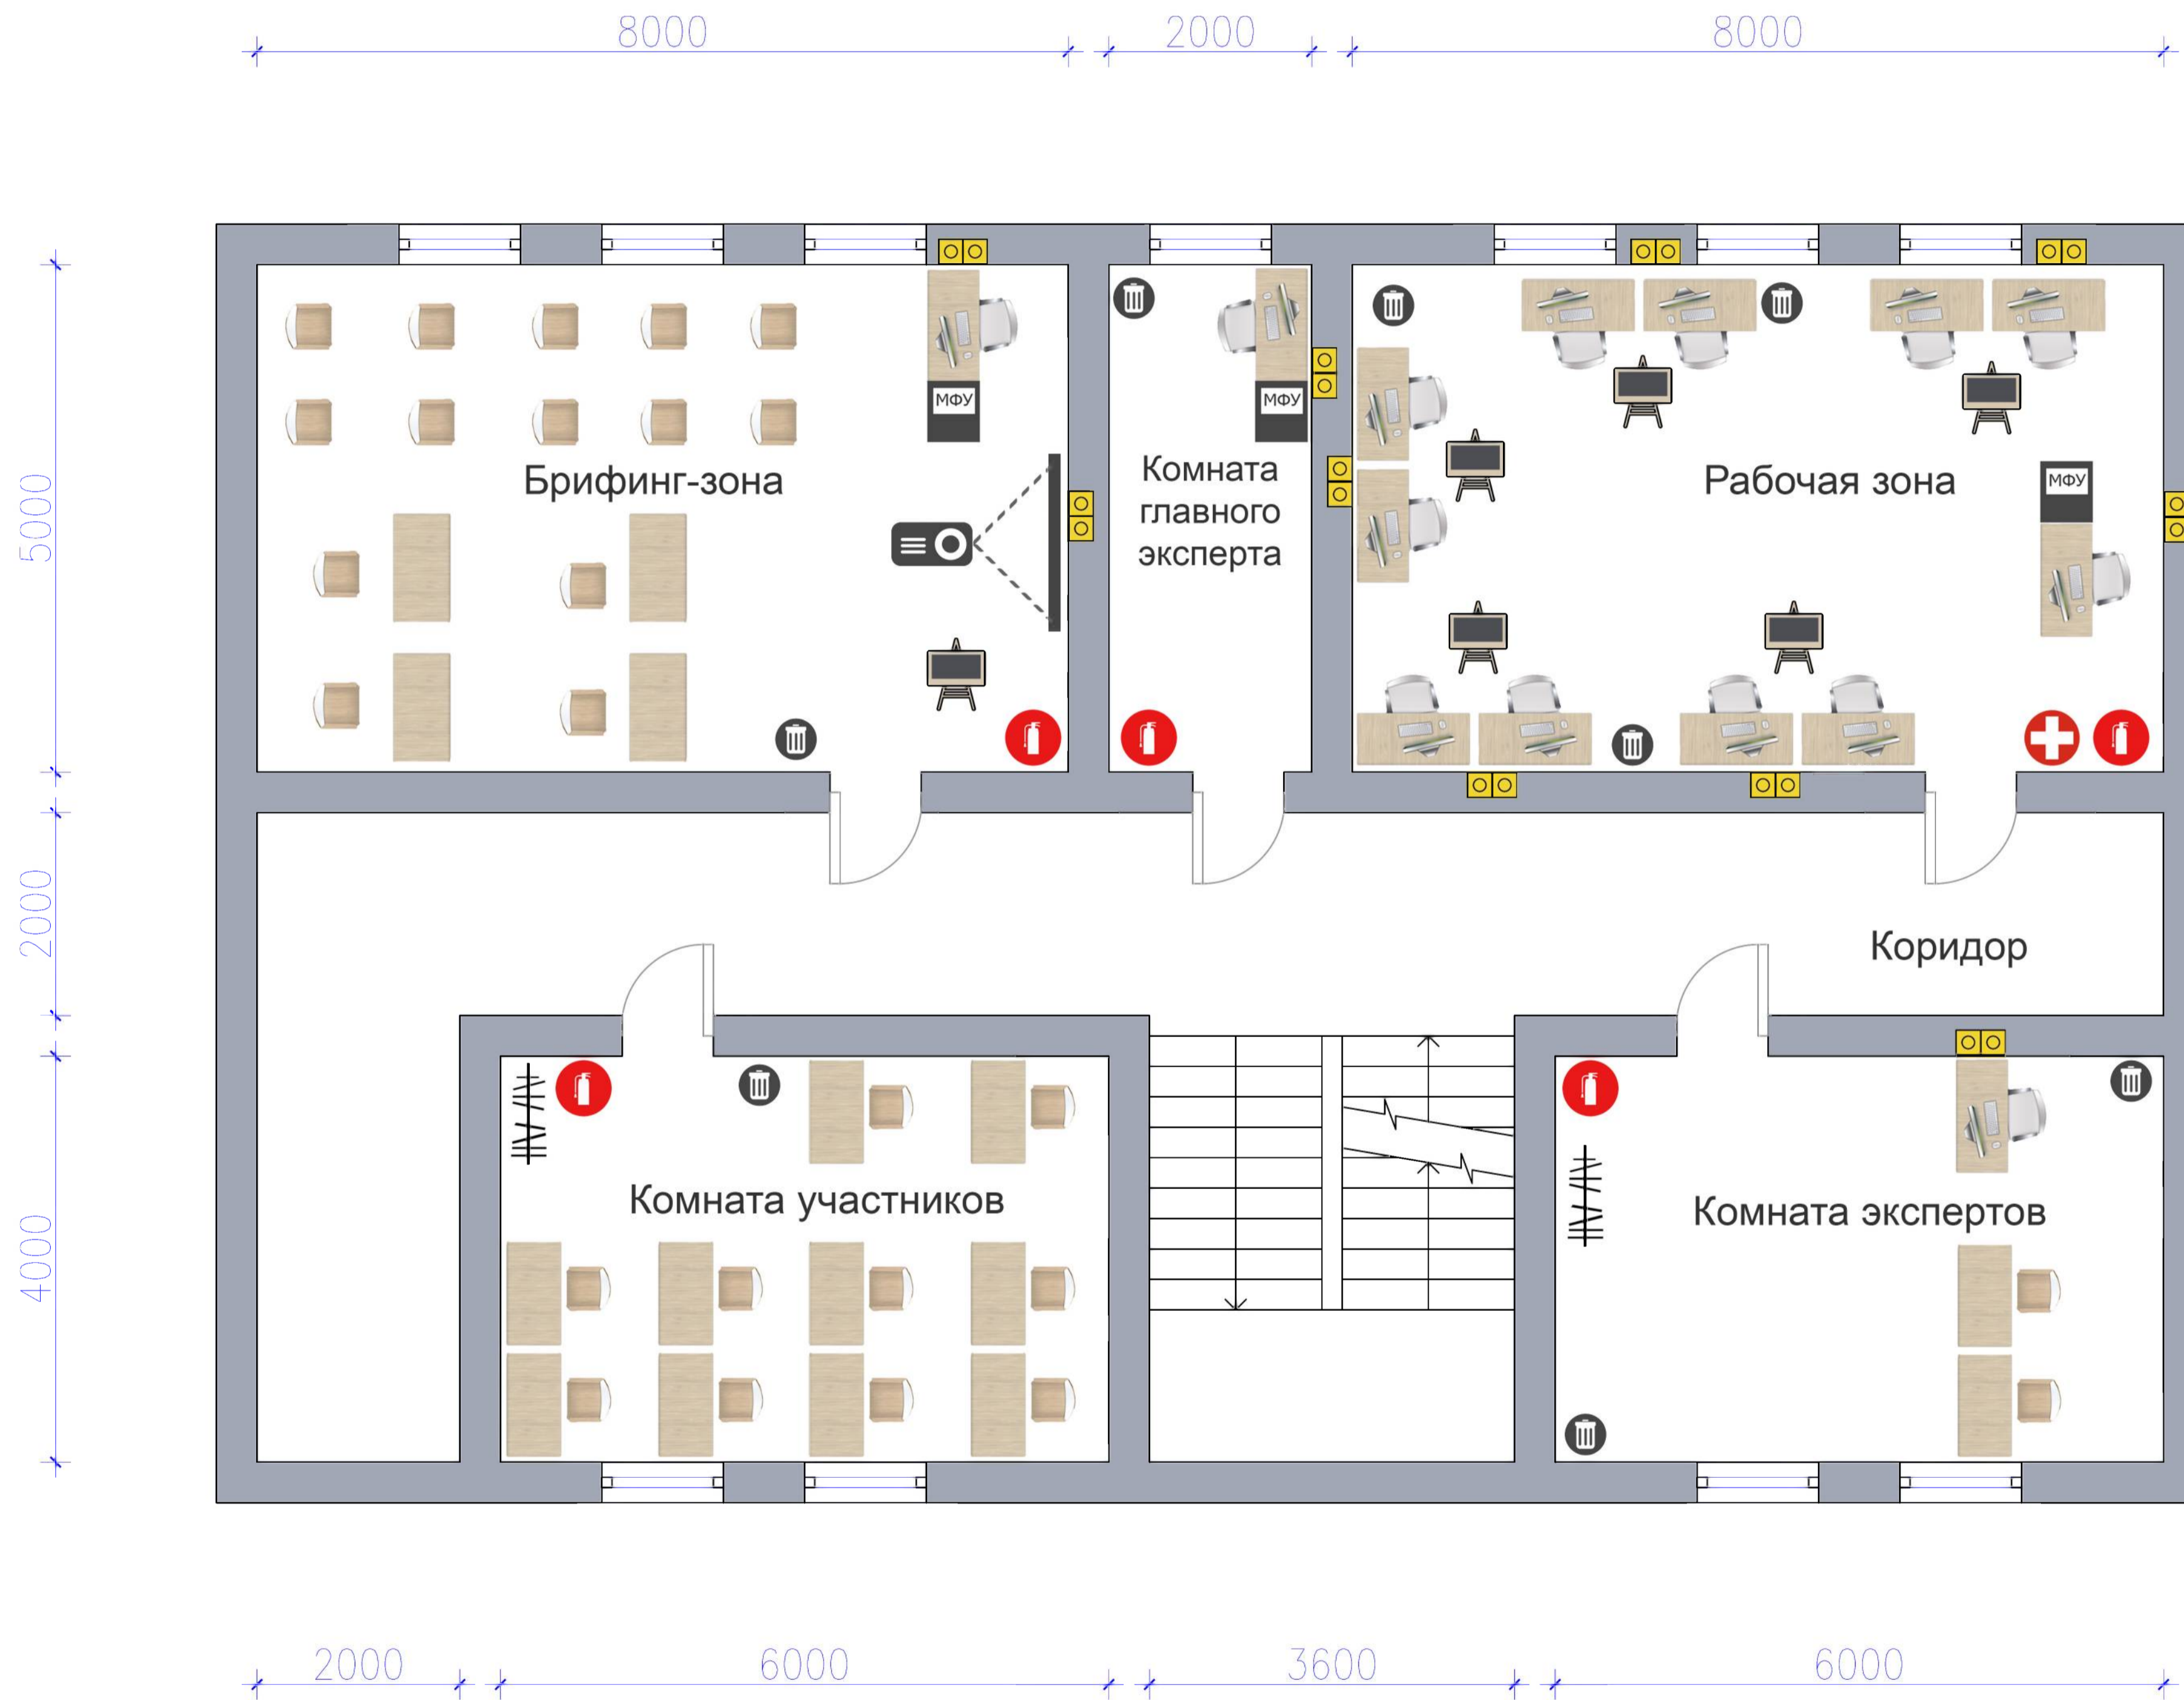 8000
2000
8000
5000
2000
4000
МФУ
МФУ
Брифинг-зона
Комната
главного
эксперта
Рабочая зона
МФУ
Коридор
Комната участников
Комната экспертов
2000
6000
3600
6000